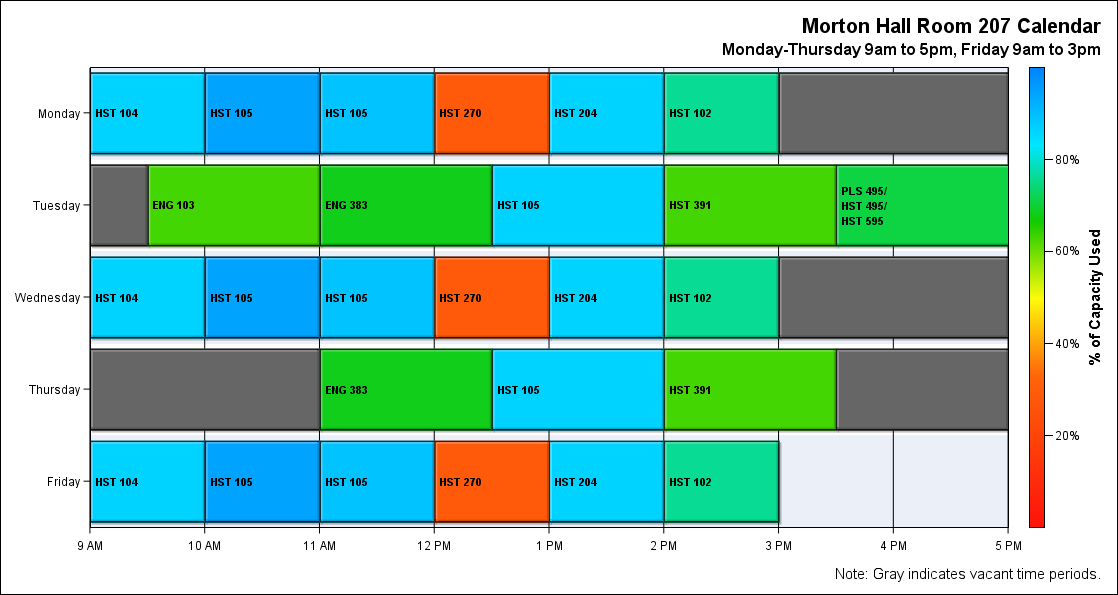 Morton Hall Room 207 Calendar
Monday-Thursday 9am to 5pm, Friday 9am to 3pm
Monday
HST 104
HST 105
HST 105
HST 270
HST 204
HST 102
Tuesday
ENG 103
ENG 383
HST 105
HST 391
PLS 495/
HST 495/
HST 595
Wednesday
HST 104
HST 105
HST 105
HST 270
HST 204
HST 102
Thursday
ENG 383
HST 105
HST 391
Friday
HST 104
HST 105
HST 105
HST 270
HST 204
HST 102
9 AM
10 AM
11 AM
12 PM
1 PM
2 PM
3 PM
4 PM
5 PM
80%
60%
40%
20%
% of Capacity Used
Note: Gray indicates vacant time periods.